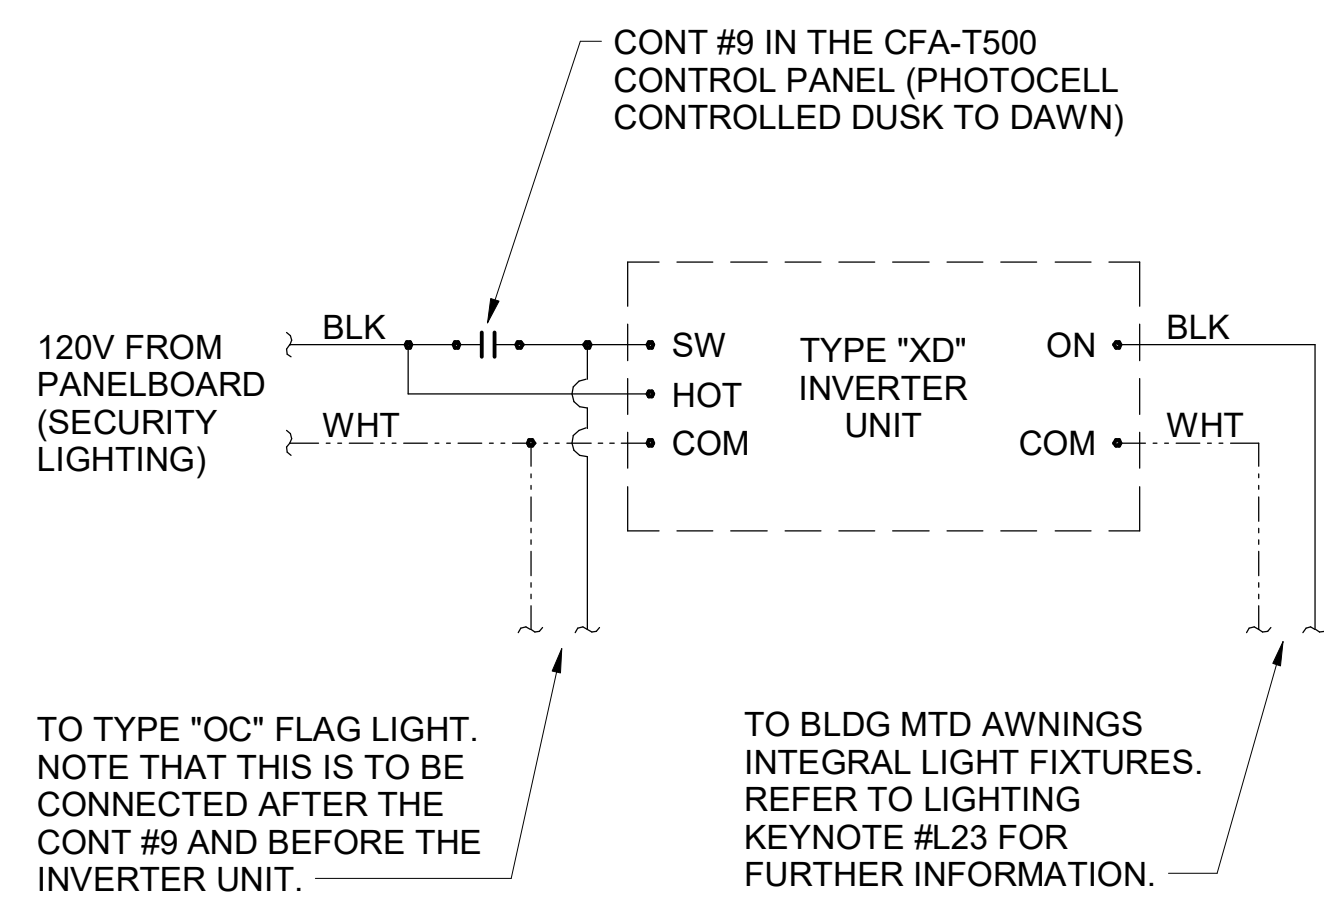 CONT #9 IN THE CFA-T500
CONTROL PANEL (PHOTOCELL
CONTROLLED DUSK TO DAWN)
120V FROM
PANELBOARD
(SECURITY
LIGHTING)
BLK
WHT
SW
HOT
COM
TYPE "XD"
INVERTER
UNIT
ON
COM
BLK
WHT
TO TYPE "OC" FLAG LIGHT.
NOTE THAT THIS IS TO BE
CONNECTED AFTER THE
CONT #9 AND BEFORE THE
INVERTER UNIT.
TO BLDG MTD AWNINGS
INTEGRAL LIGHT FIXTURES.
REFER TO LIGHTING
KEYNOTE #L23 FOR
FURTHER INFORMATION.